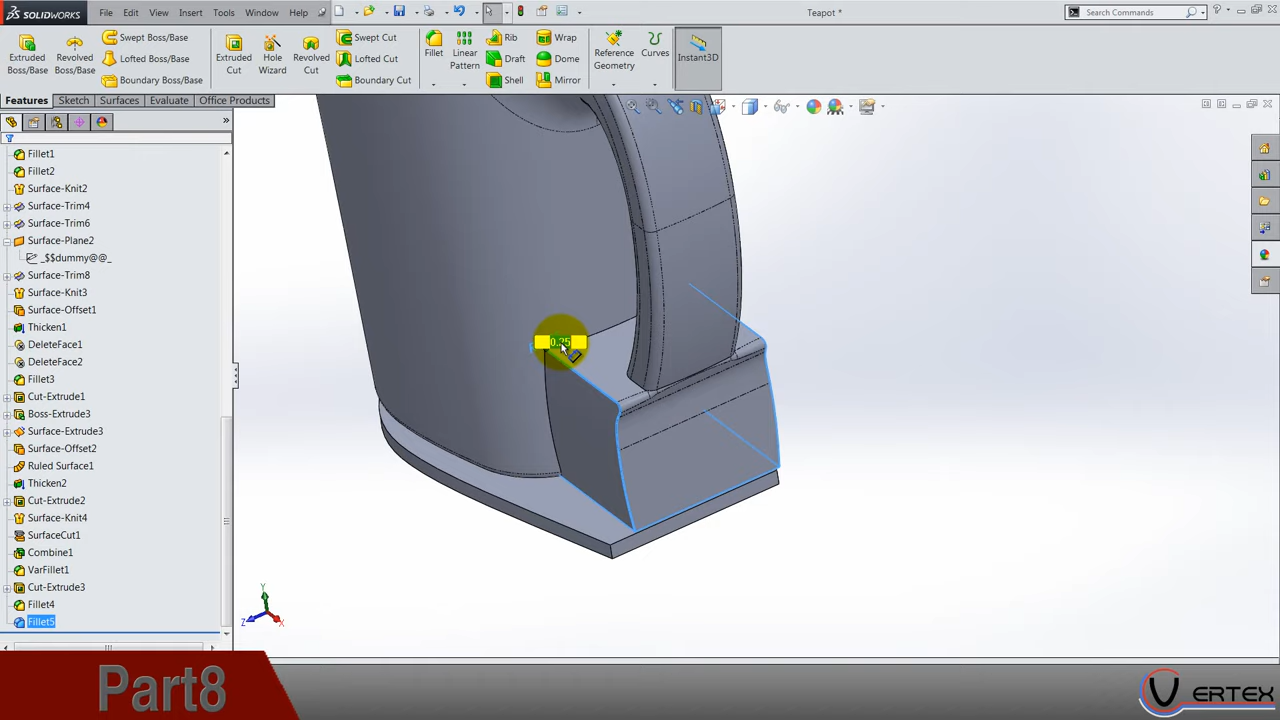 SOLIDWORKS File Edit View Insert Tools Window Help Teapot * Search Commands
Extruded Boss/Base
Revolved Boss/Base
Swept Boss/Base
Lofted Boss/Base
Boundary Boss/Base
Extruded Cut
Hole Wizard
Revolved Cut
Swept Cut
Lofted Cut
Boundary Cut
Fillet
Linear Pattern
Rib
Draft
Shell
Wrap
Dome
Mirror
Reference Geometry
Curves
Instant3D
Features Sketch Surfaces Evaluate Office Products
Fillet1
Fillet2
Surface-Knit2
Surface-Trim4
Surface-Trim6
Surface-Plane2
_$$dummy@@_
Surface-Trim8
Surface-Knit3
Surface-Offset1
Thicken1
DeleteFace1
DeleteFace2
Fillet3
Cut-Extrude1
Boss-Extrude3
Surface-Extrude3
Surface-Offset2
Ruled Surface1
Thicken2
Cut-Extrude2
Surface-Knit4
SurfaceCut1
Combine1
VarFillet1
Cut-Extrude3
Fillet4
Fillet5
0.25
Y
Z X
Part8
VERTEX